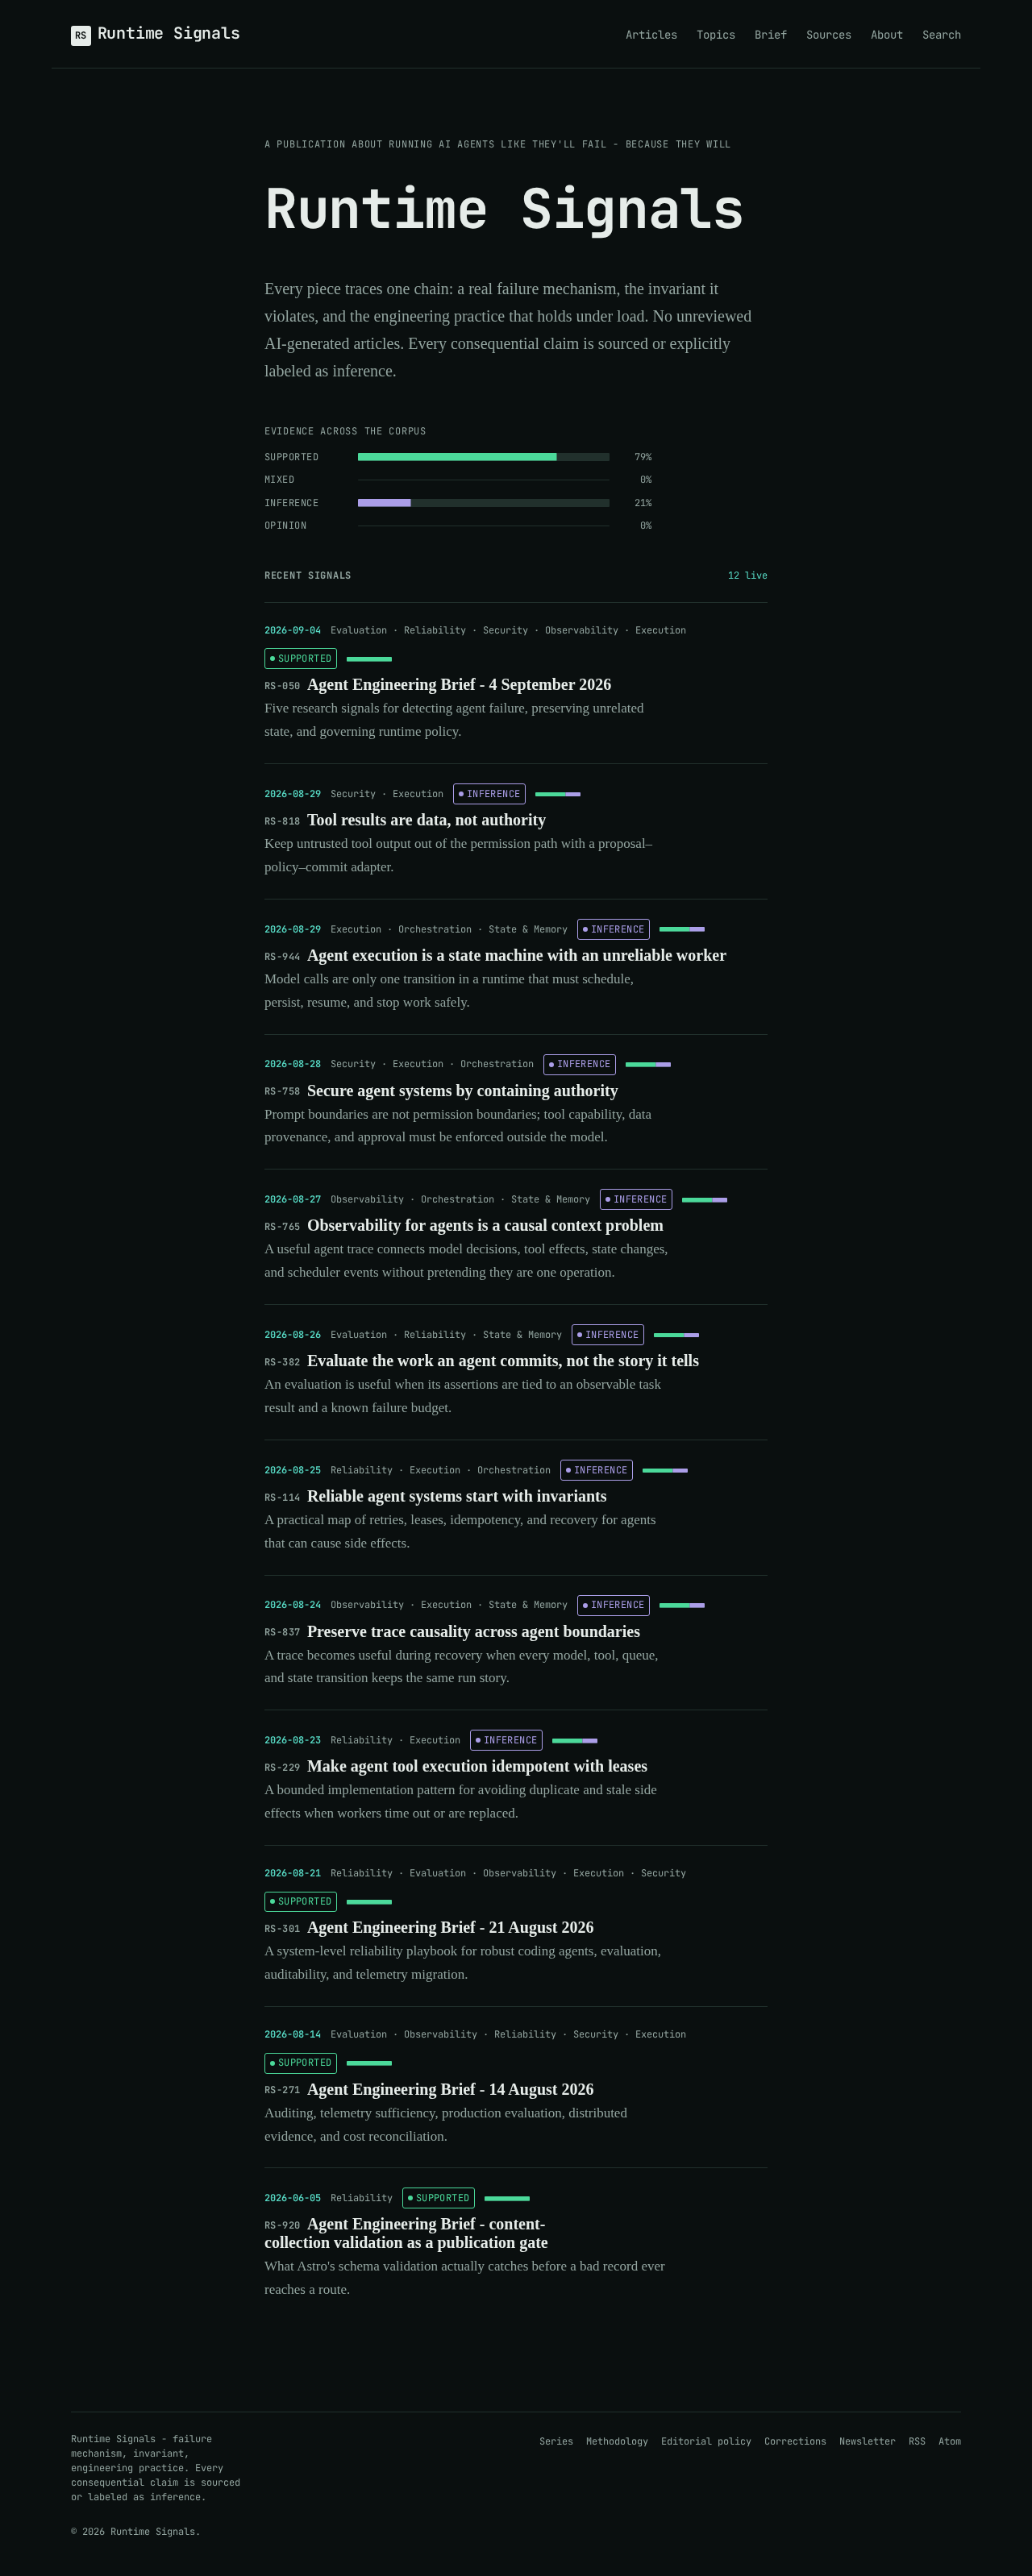 RS Runtime Signals
Articles Topics Brief Sources About Search
A PUBLICATION ABOUT RUNNING AI AGENTS LIKE THEY'LL FAIL - BECAUSE THEY WILL
Runtime Signals
Every piece traces one chain: a real failure mechanism, the invariant it
violates, and the engineering practice that holds under load. No unreviewed
AI-generated articles. Every consequential claim is sourced or explicitly
labeled as inference.
EVIDENCE ACROSS THE CORPUS
SUPPORTED 79%
MIXED 0%
INFERENCE 21%
OPINION 0%
RECENT SIGNALS 12 live
2026-09-04 Evaluation · Reliability · Security · Observability · Execution
SUPPORTED
RS-050 Agent Engineering Brief - 4 September 2026
Five research signals for detecting agent failure, preserving unrelated
state, and governing runtime policy.
2026-08-29 Security · Execution INFERENCE
RS-818 Tool results are data, not authority
Keep untrusted tool output out of the permission path with a proposal–
policy–commit adapter.
2026-08-29 Execution · Orchestration · State & Memory INFERENCE
RS-944 Agent execution is a state machine with an unreliable worker
Model calls are only one transition in a runtime that must schedule,
persist, resume, and stop work safely.
2026-08-28 Security · Execution · Orchestration INFERENCE
RS-758 Secure agent systems by containing authority
Prompt boundaries are not permission boundaries; tool capability, data
provenance, and approval must be enforced outside the model.
2026-08-27 Observability · Orchestration · State & Memory INFERENCE
RS-765 Observability for agents is a causal context problem
A useful agent trace connects model decisions, tool effects, state changes,
and scheduler events without pretending they are one operation.
2026-08-26 Evaluation · Reliability · State & Memory INFERENCE
RS-382 Evaluate the work an agent commits, not the story it tells
An evaluation is useful when its assertions are tied to an observable task
result and a known failure budget.
2026-08-25 Reliability · Execution · Orchestration INFERENCE
RS-114 Reliable agent systems start with invariants
A practical map of retries, leases, idempotency, and recovery for agents
that can cause side effects.
2026-08-24 Observability · Execution · State & Memory INFERENCE
RS-837 Preserve trace causality across agent boundaries
A trace becomes useful during recovery when every model, tool, queue,
and state transition keeps the same run story.
2026-08-23 Reliability · Execution INFERENCE
RS-229 Make agent tool execution idempotent with leases
A bounded implementation pattern for avoiding duplicate and stale side
effects when workers time out or are replaced.
2026-08-21 Reliability · Evaluation · Observability · Execution · Security
SUPPORTED
RS-301 Agent Engineering Brief - 21 August 2026
A system-level reliability playbook for robust coding agents, evaluation,
auditability, and telemetry migration.
2026-08-14 Evaluation · Observability · Reliability · Security · Execution
SUPPORTED
RS-271 Agent Engineering Brief - 14 August 2026
Auditing, telemetry sufficiency, production evaluation, distributed
evidence, and cost reconciliation.
2026-06-05 Reliability SUPPORTED
RS-920 Agent Engineering Brief - content-
collection validation as a publication gate
What Astro's schema validation actually catches before a bad record ever
reaches a route.
Runtime Signals - failure
mechanism, invariant,
engineering practice. Every
consequential claim is sourced
or labeled as inference.
© 2026 Runtime Signals.
Series Methodology Editorial policy Corrections Newsletter RSS Atom